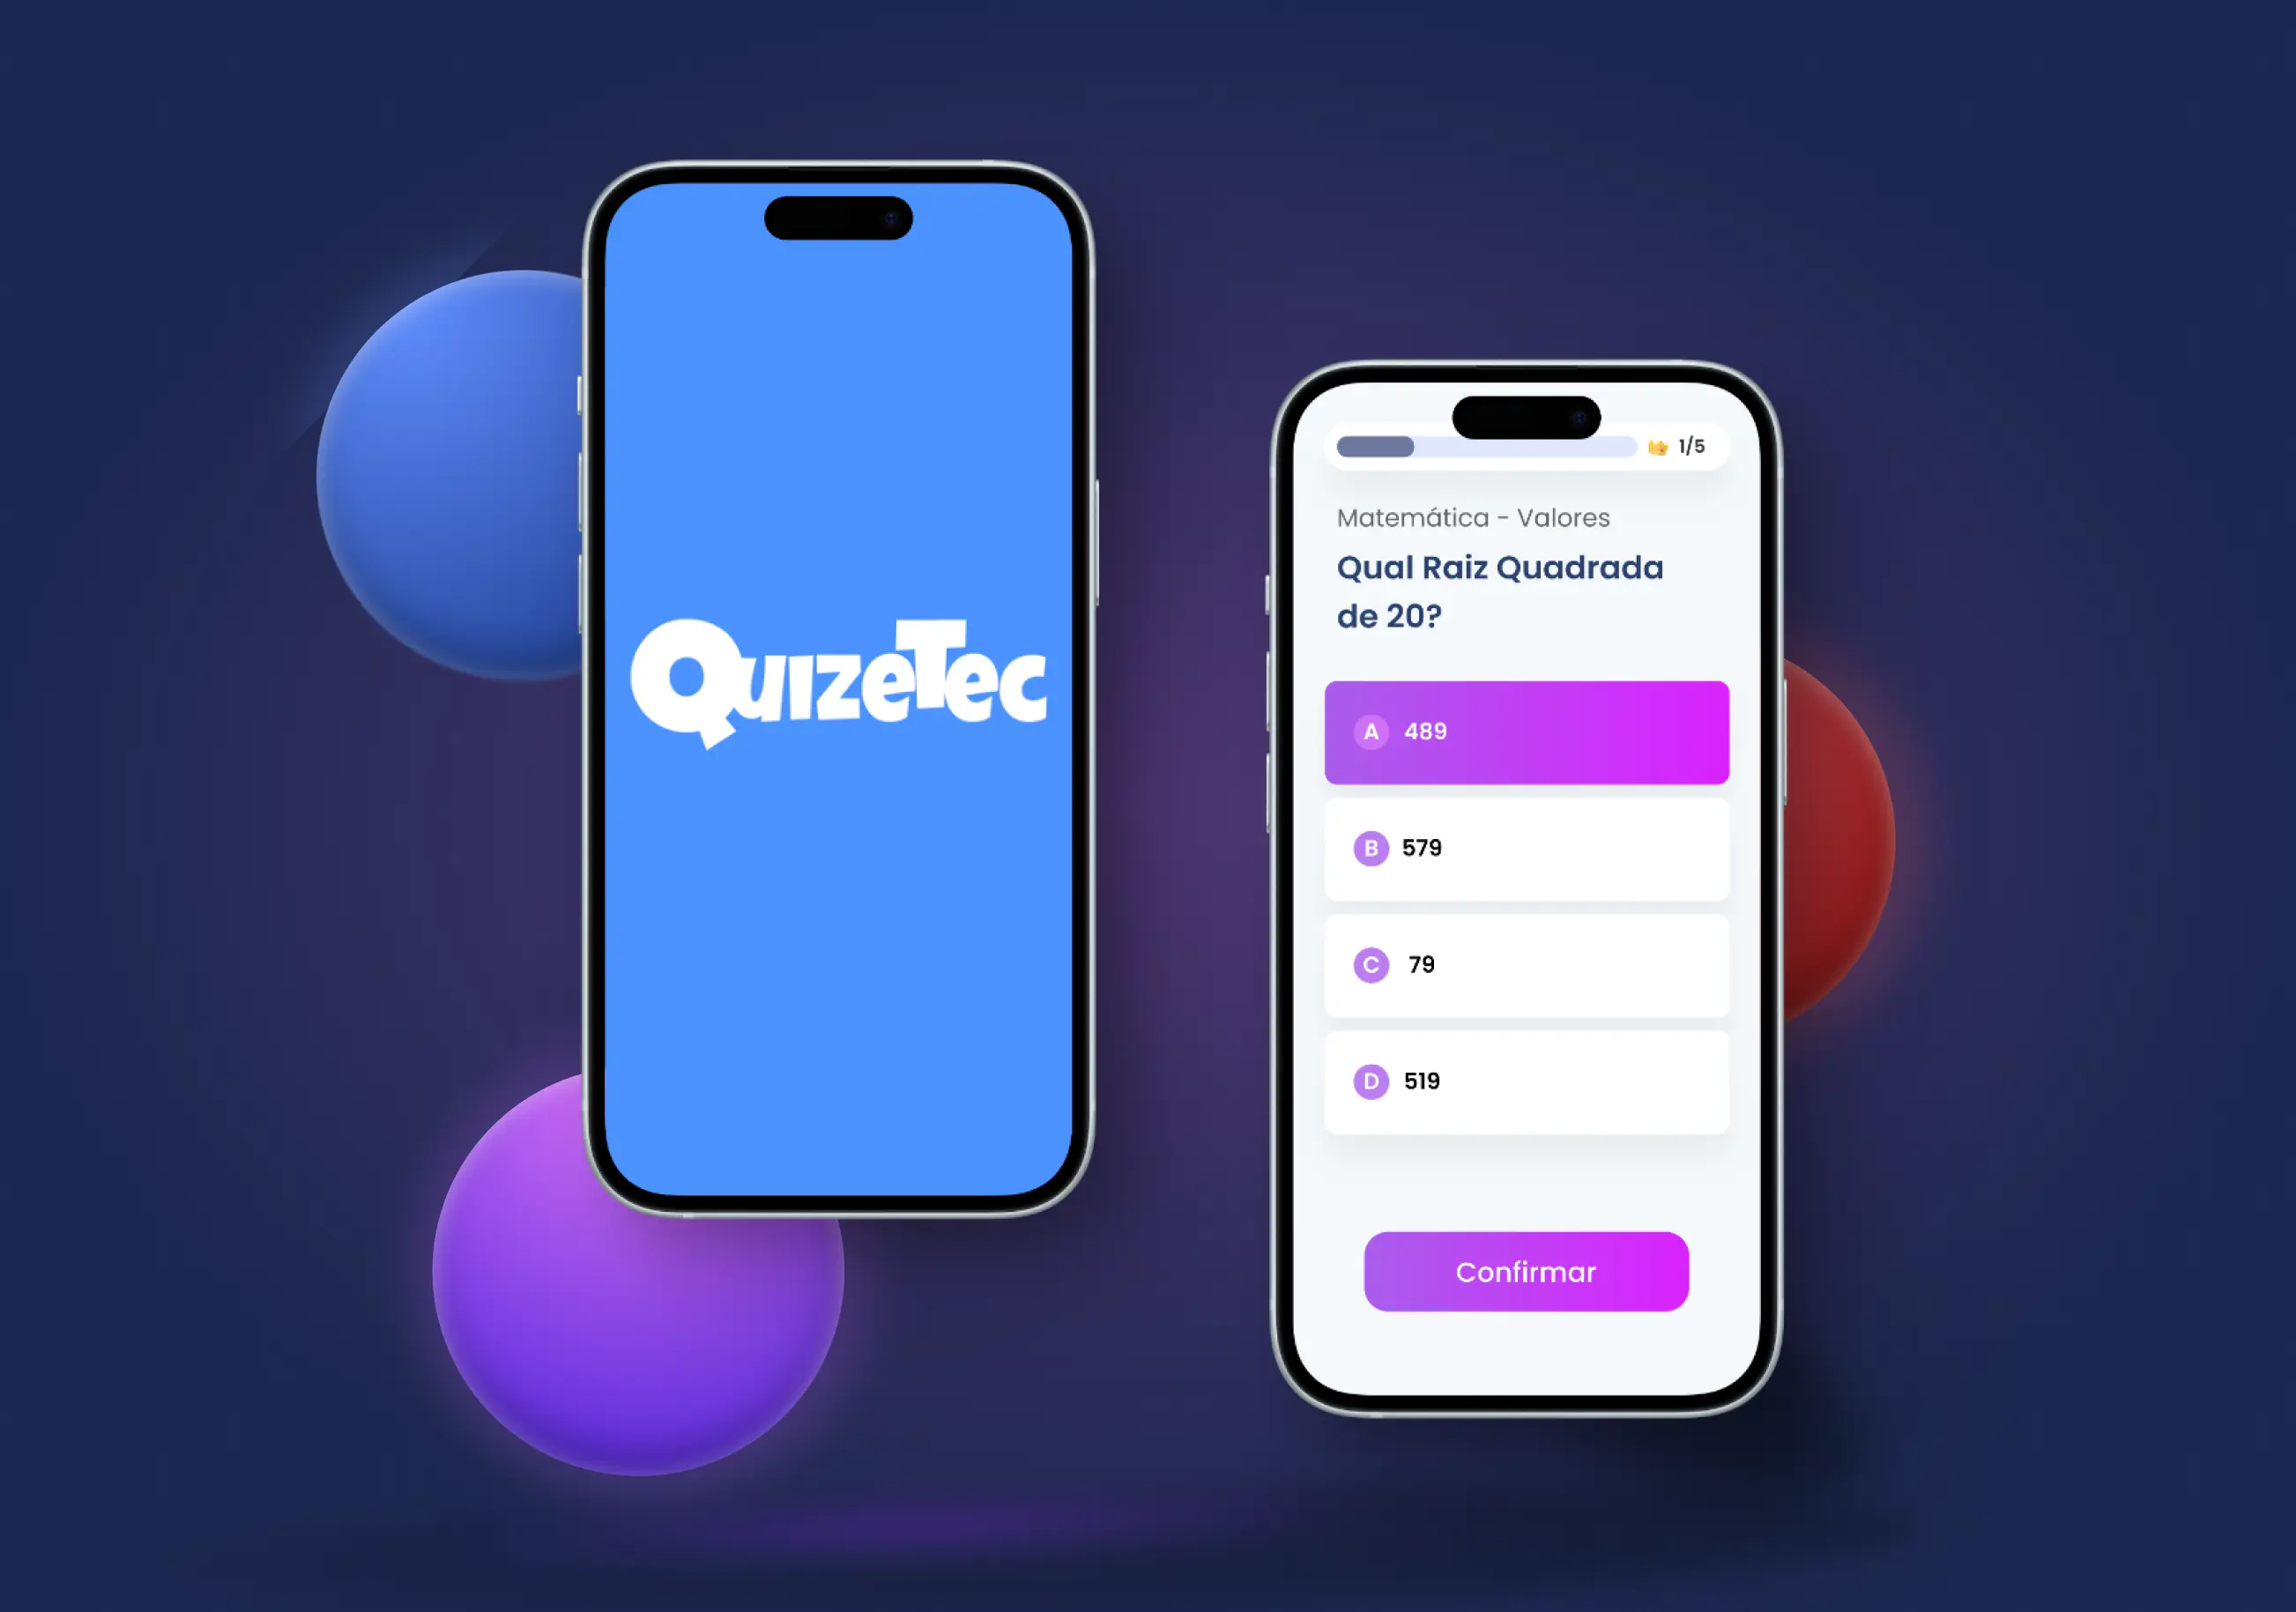 QuizeTec
1/5
Matemática - Valores
Qual Raiz Quadrada
de 20?
A 489
B 579
C 79
D 519
Confirmar